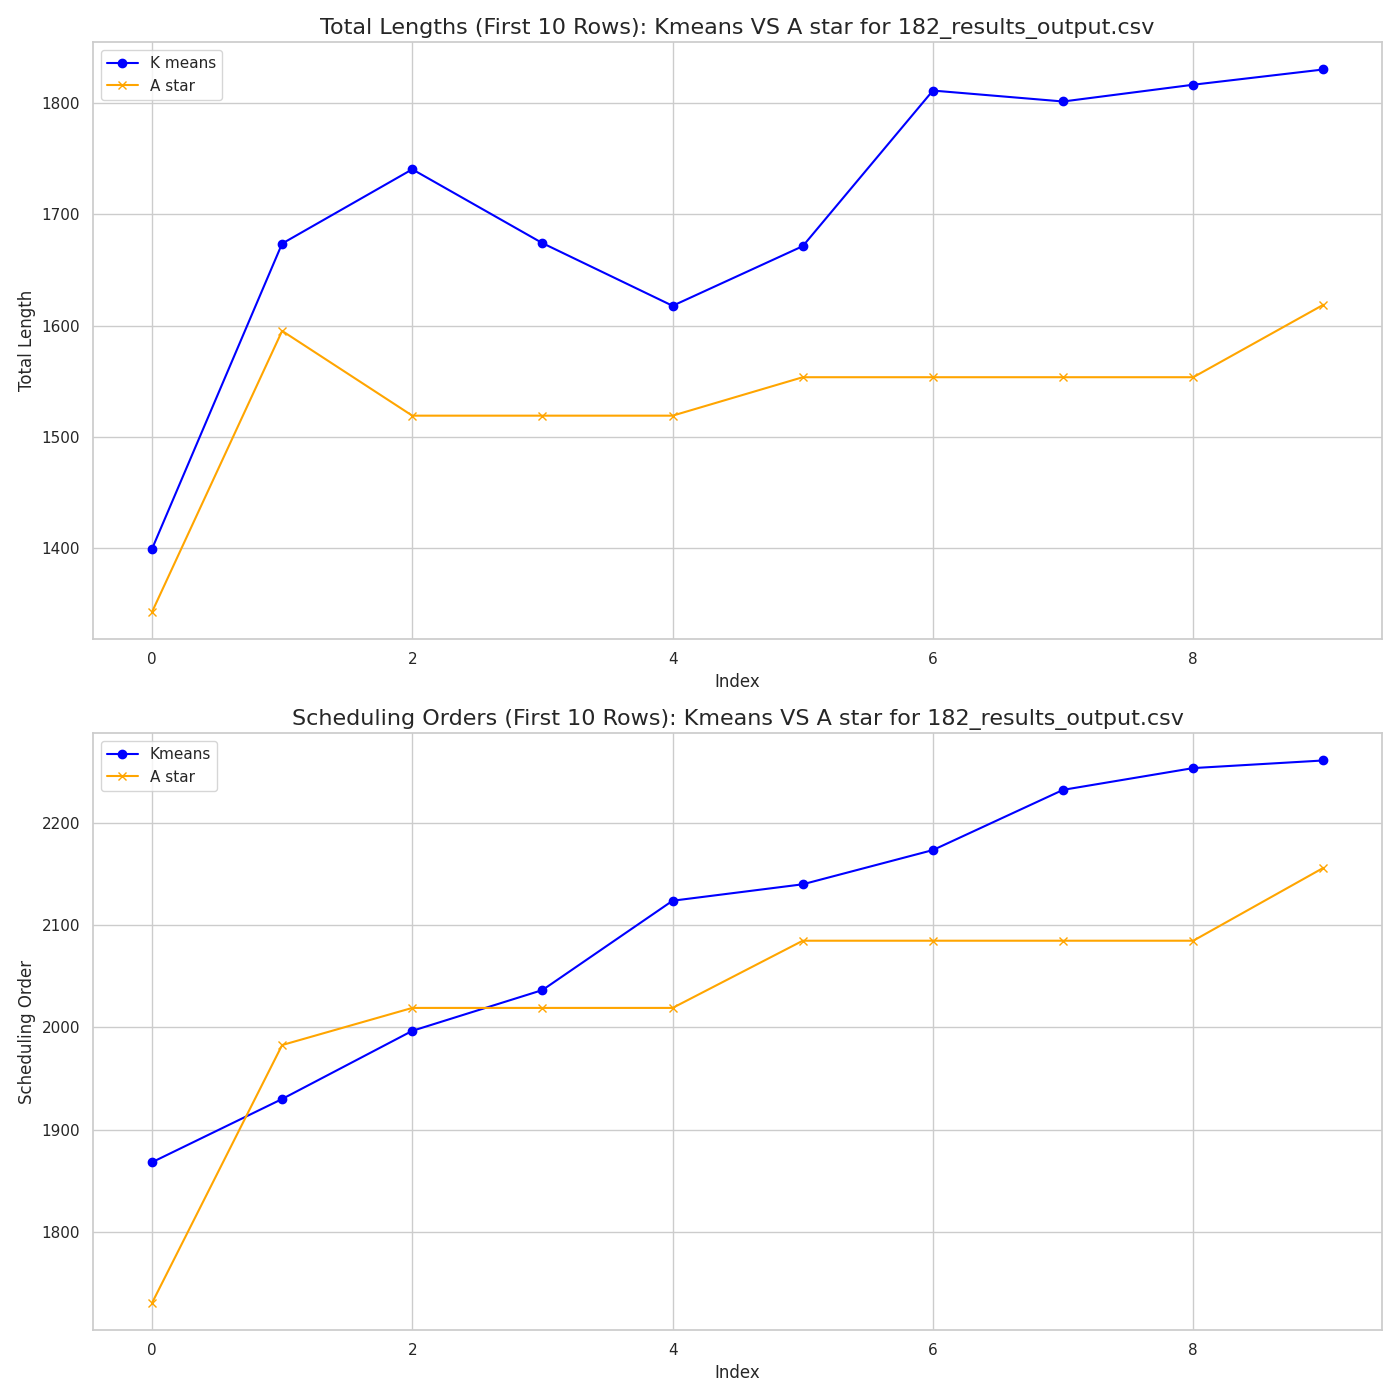 Total Lengths (First 10 Rows): Kmeans VS A star for 182_results_output.csv
K means
A star
1800
1700
1600
1500
1400
Total Length
0
2
4
6
8
Index
Scheduling Orders (First 10 Rows): Kmeans VS A star for 182_results_output.csv
Kmeans
A star
2200
2100
2000
1900
1800
Scheduling Order
0
2
4
6
8
Index